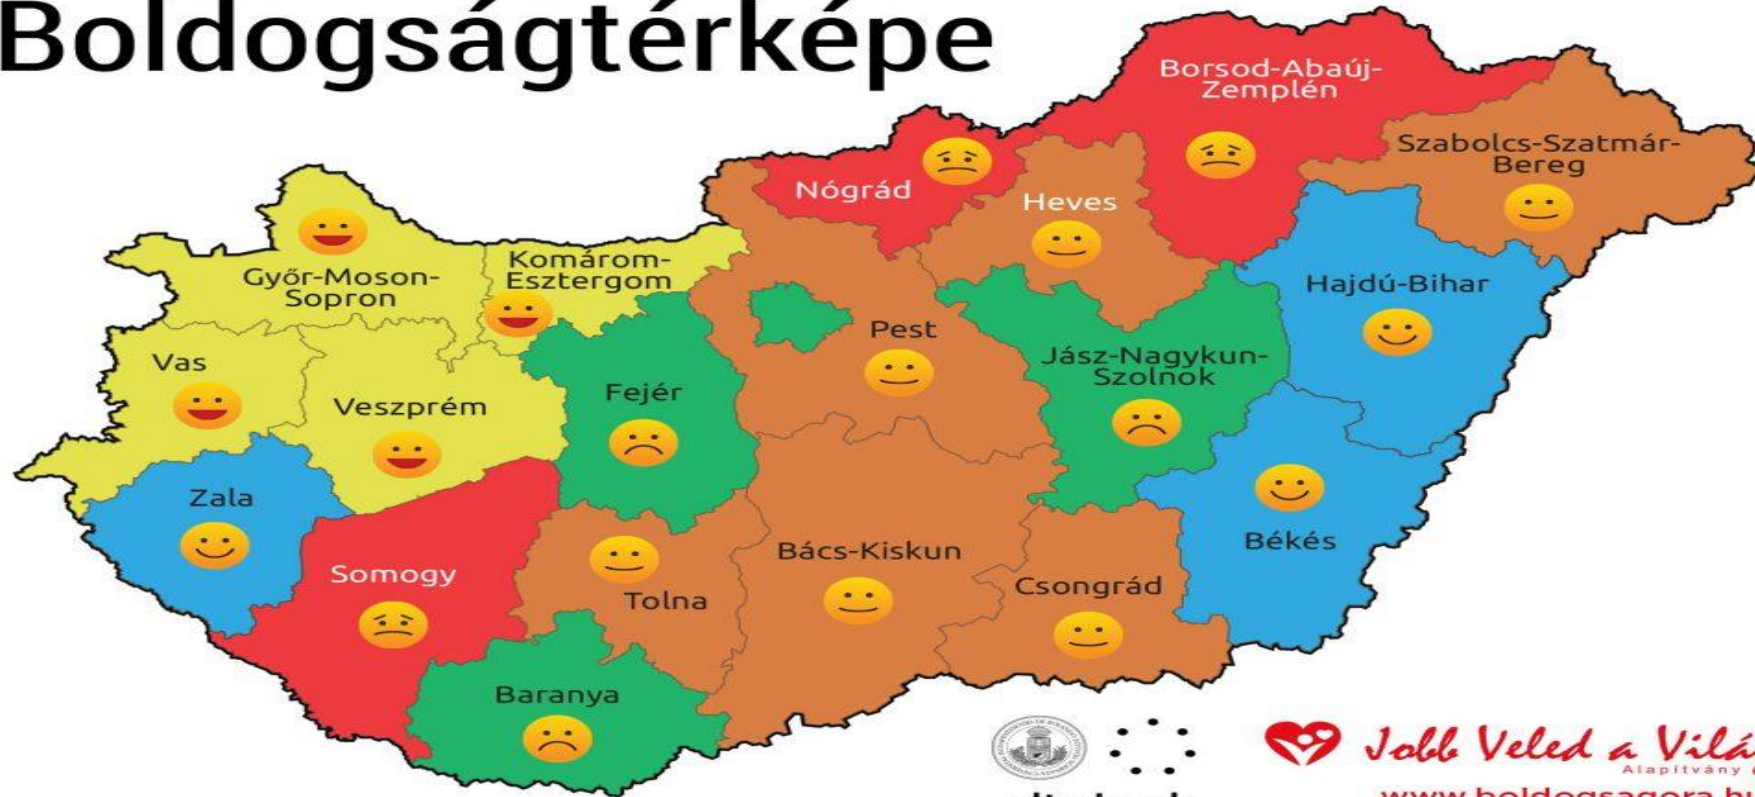 Boldogságtérképe
Borsod-Abaúj-
Zemplén
Szabolcs-Szatmár-
Bereg
Nógrád
Heves
Győr-Moson-
Sopron
Komárom-
Esztergom
Hajdú-Bihar
Pest
Jász-Nagykun-
Szolnok
Vas
Veszprém
Fejér
Zala
Békés
Somogy
Tolna
Bács-Kiskun
Csongrád
Baranya
Jobb Veled a Vilá
Alapítvány
www.boldogsagora.hu